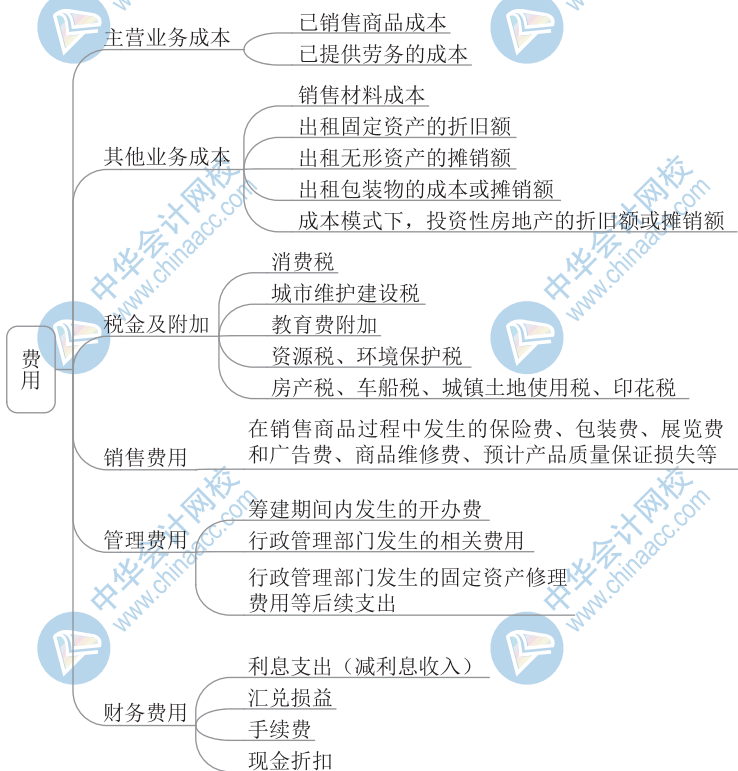 费用
主营业务成本
已销售商品成本
已提供劳务的成本
其他业务成本
销售材料成本
出租固定资产的折旧额
出租无形资产的摊销额
出租包装物的成本或摊销额
成本模式下，投资性房地产的折旧额或摊销额
税金及附加
消费税
城市维护建设税
教育费附加
资源税、环境保护税
房产税、车船税、城镇土地使用税、印花税
销售费用
在销售商品过程中发生的保险费、包装费、展览费
和广告费、商品维修费、预计产品质量保证损失等
管理费用
筹建期间内发生的开办费
行政管理部门发生的相关费用
行政管理部门发生的固定资产修理
费用等后续支出
财务费用
利息支出（减利息收入）
汇兑损益
手续费
现金折扣
中华会计网校
www.chinaacc.com
中华会计网校
www.chinaacc.com
中华会计网校
www.chinaacc.com
中华会计网校
www.chinaacc.com